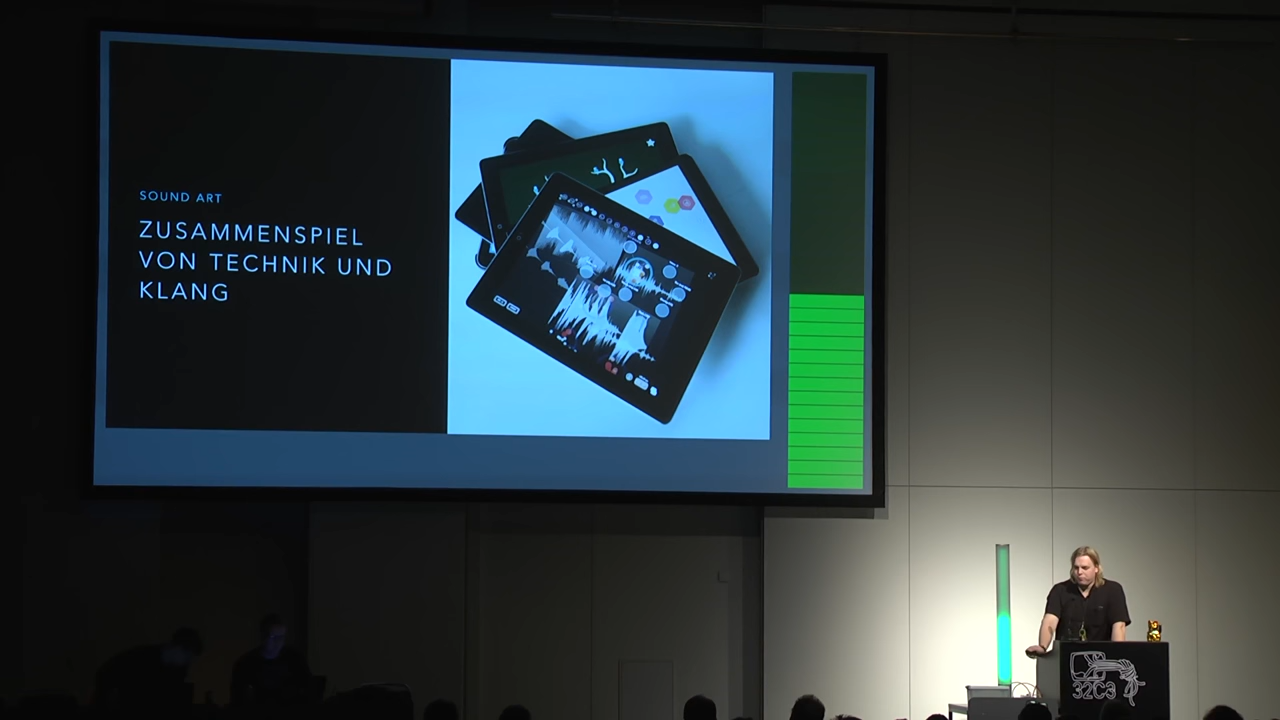 SOUND ART
ZUSAMMENSPIEL
VON TECHNIK UND
KLANG
32C3